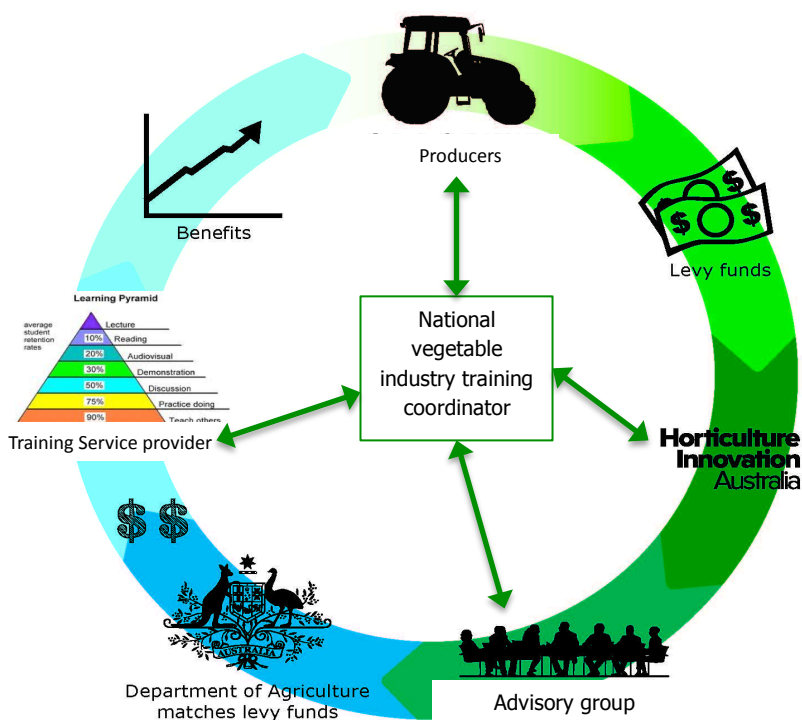 Producers
Benefits
Levy funds
National
vegetable
industry training
coordinator
Learning Pyramid
average
student
retention
rates
Lecture
10% Reading
20% Audiovisual
30% Demonstration
50% Discussion
75% Practice doing
90% Teach others
Training Service provider
Horticulture
Innovation
Australia
$ $
AUSTRALIA
Department of Agriculture
matches levy funds
Advisory group